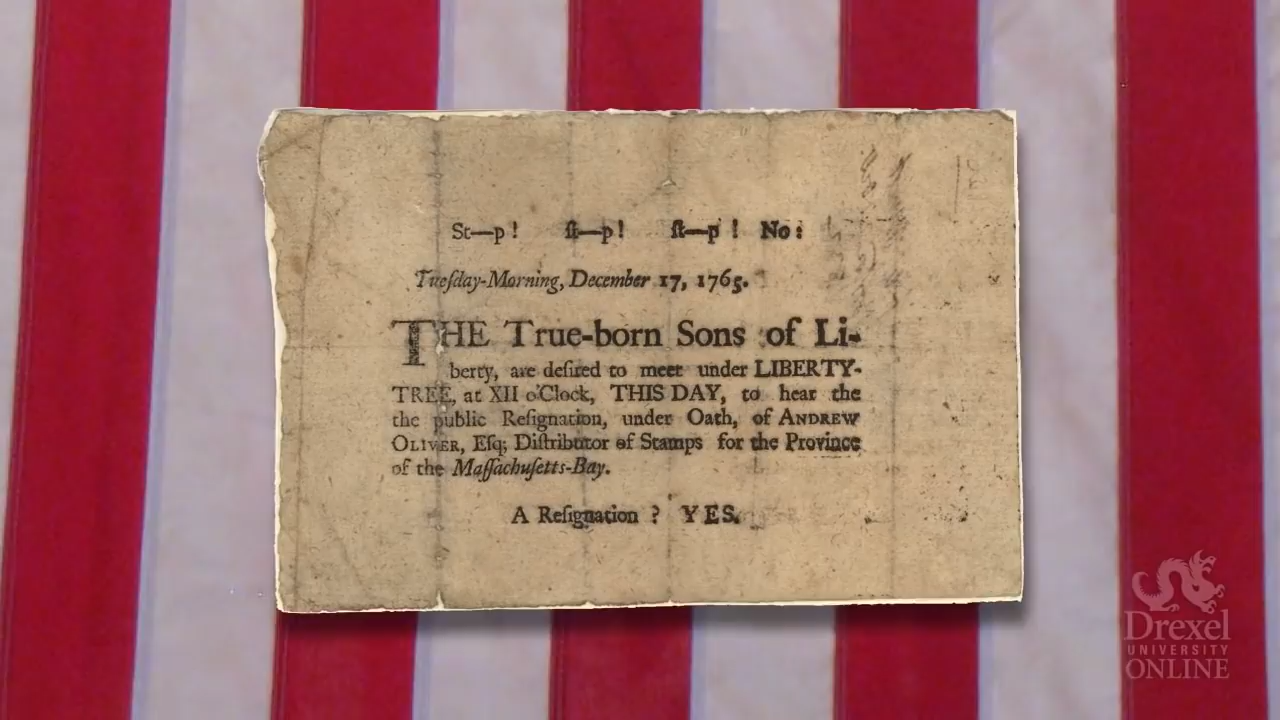 St—p! ſt—p! ſt—p! No:
Tueſday-Morning, December 17, 1765.
THE True-born Sons of Li-
berty, are deſired to meet under LIBERTY-
TREE, at XII o'Clock, THIS DAY, to hear the
the public Reſignation, under Oath, of ANDREW
OLIVER, Eſq; Diſtributor of Stamps for the Province
of the Maſſachuſetts-Bay.
A Reſignation ? YES.
Drexel
UNIVERSITY
ONLINE